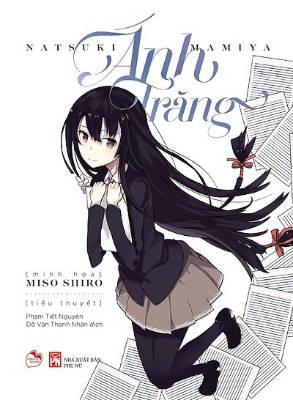 NATSUKI MAMIYA
Ánh
Trăng
[minh họa]
MISO SHIRO
[tiểu thuyết]
Phạm Tiết Nguyên
Đỗ Văn Thanh Nhân dịch
NHÀ XUẤT BẢN
PHỤ NỮ